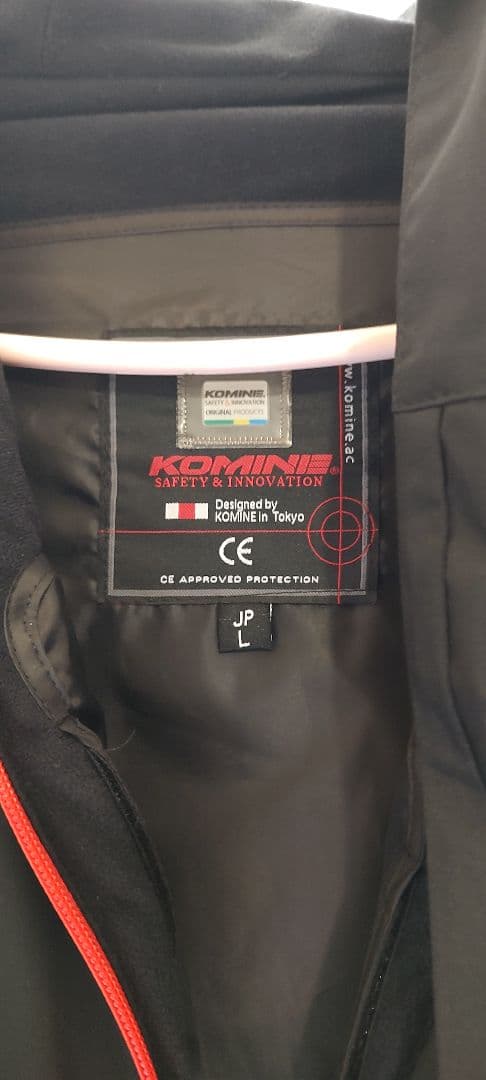 KOMINE
SAFETY & INNOVATION
ORIGINAL PRODUCTS
w.komine.ac
KOMINE®
SAFETY & INNOVATION
Designed by
KOMINE in Tokyo
CE
CE APPROVED PROTECTION
JP
L